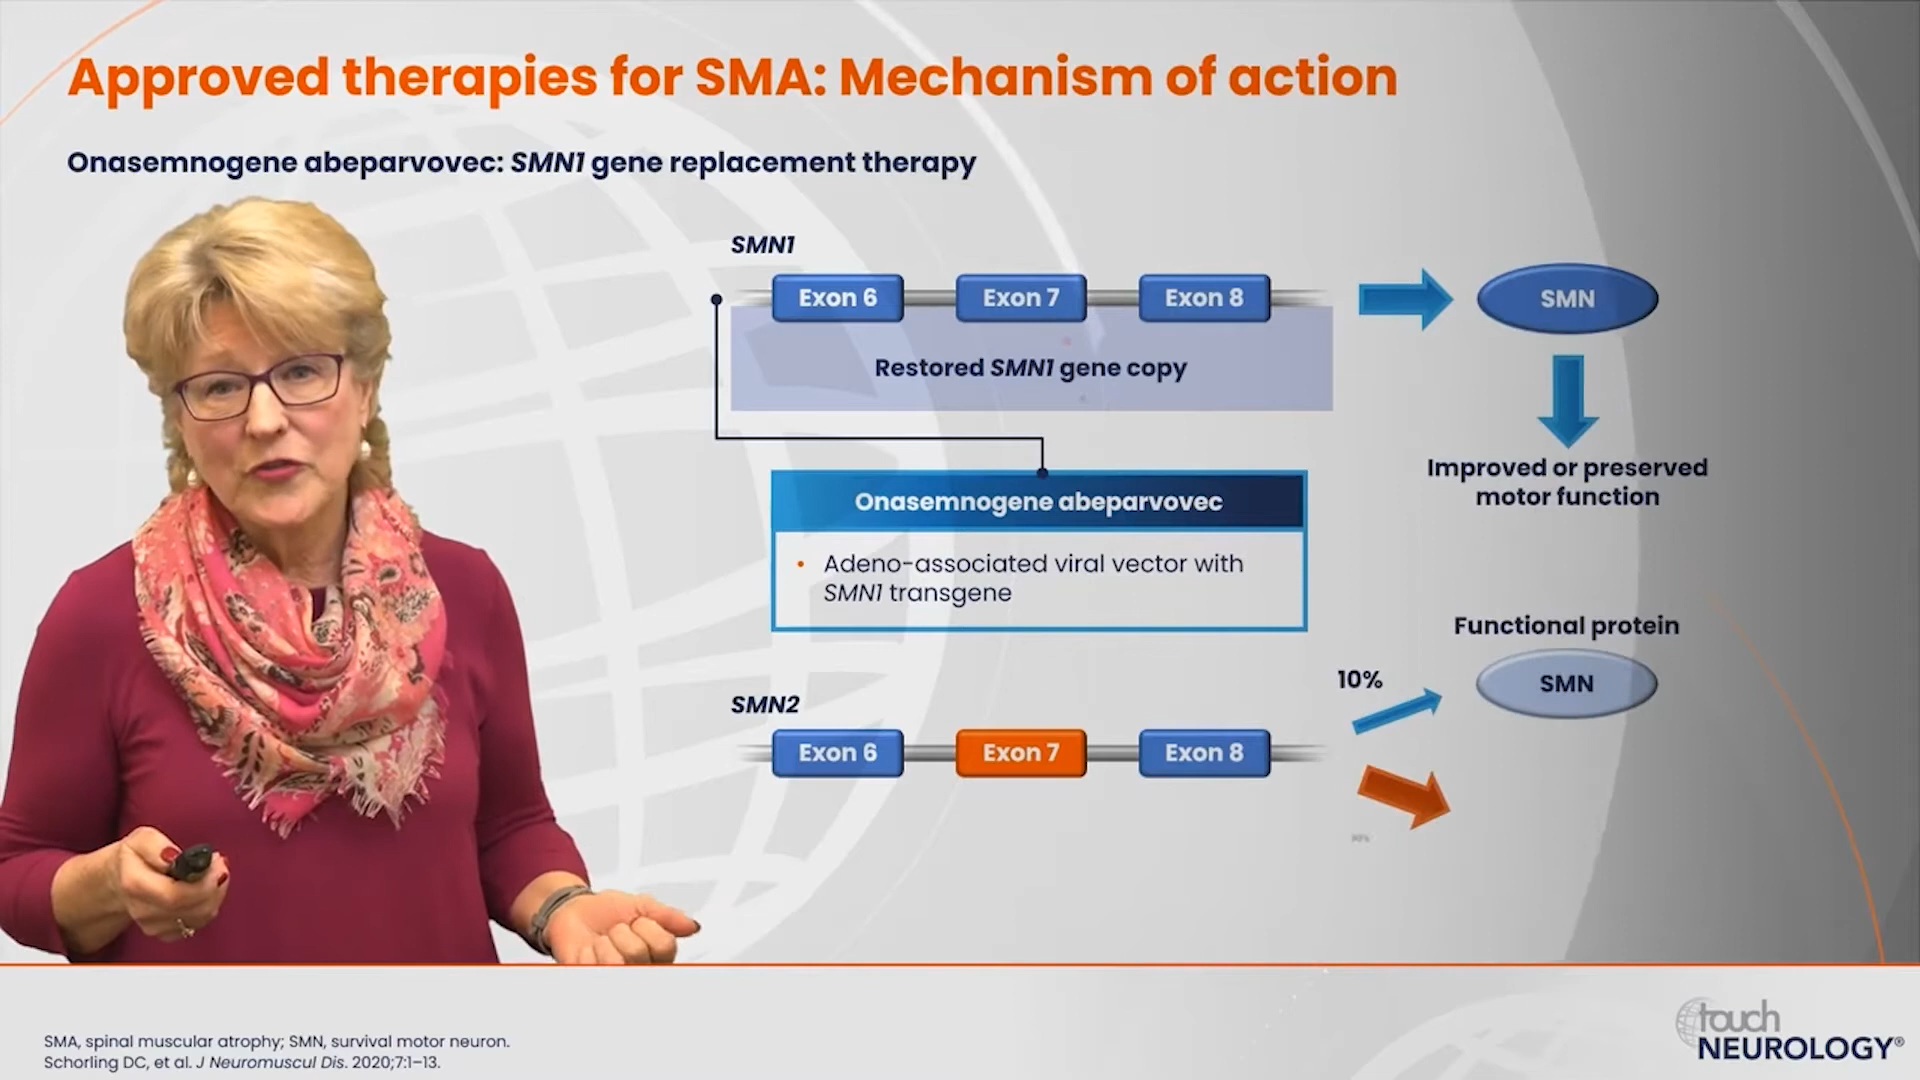 Approved therapies for SMA: Mechanism of action
Onasemnogene abeparvovec: SMN1 gene replacement therapy
SMN1
Exon 6
Exon 7
Exon 8
SMN
Restored SMN1 gene copy
Improved or preserved
motor function
Onasemnogene abeparvovec
• Adeno-associated viral vector with
SMN1 transgene
Functional protein
10%
SMN
SMN2
Exon 6
Exon 7
Exon 8
SMA, spinal muscular atrophy; SMN, survival motor neuron.
Schorling DC, et al. J Neuromuscul Dis. 2020;7:1–13.
touch
NEUROLOGY®